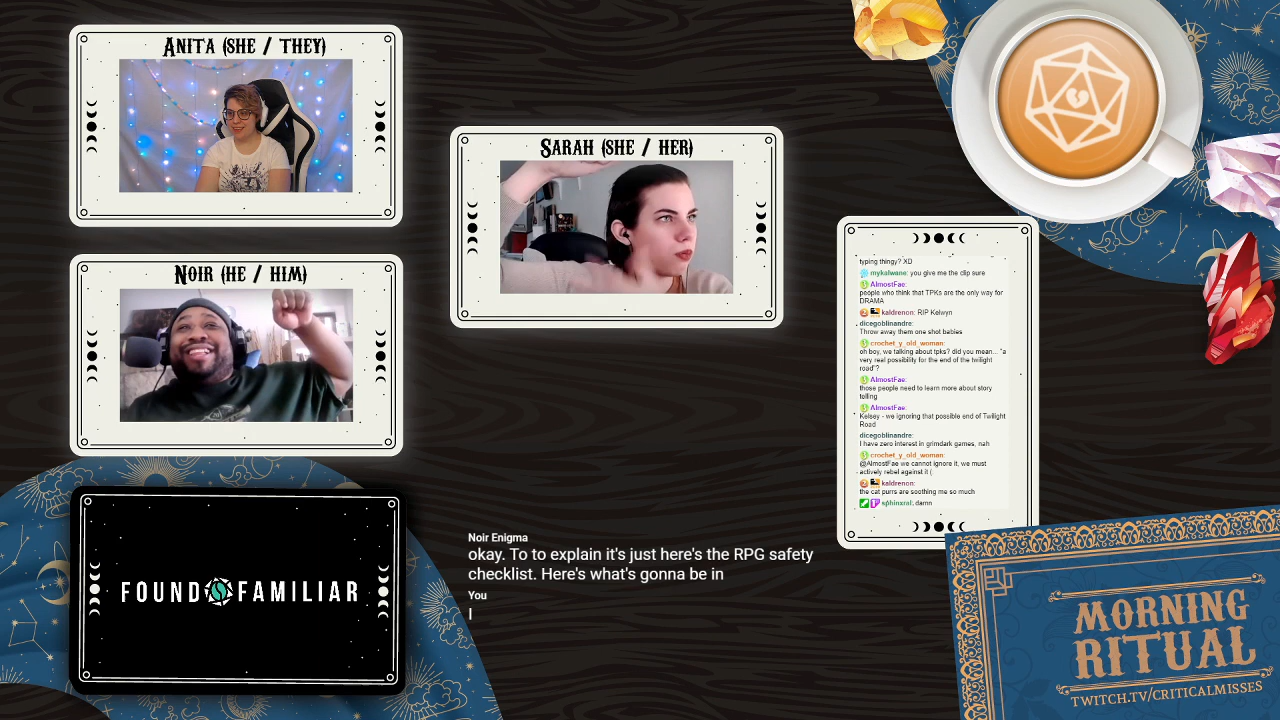 ANITA (SHE / THEY)
SARAH (SHE / HER)
NOIR (HE / HIM)
typing thingy? XD
mykalwane: you give me the clip sure
AlmostFae:
people who think that TPKs are the only way for
DRAMA
kaldrenon: RIP Kelwyn
dicegoblinandre:
Throw away them one shot babies
crochet_y_old_woman:
oh boy, we talking about tpks? did you mean... "a
very real possibility for the end of the twilight
road"?
AlmostFae:
those people need to learn more about story
telling
AlmostFae:
Kelsey - we ignoring that possible end of Twilight
Road
dicegoblinandre:
I have zero interest in grimdark games, nah
crochet_y_old_woman:
@AlmostFae we cannot ignore it, we must
actively rebel against it (:
kaldrenon:
the cat purrs are soothing me so much
sphinxral: damn
FOUND FAMILIAR
Noir Enigma
okay. To to explain it's just here's the RPG safety
checklist. Here's what's gonna be in
You
MORNING
RITUAL
TWITCH.TV/CRITICALMISSES